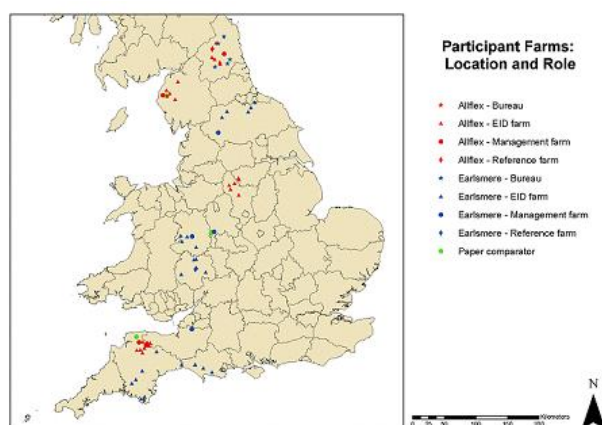 Participant Farms:
Location and Role
Allflex - Bureau
Allflex - EID farm
Allflex - Management farm
Allflex - Reference farm
Earlsmere - Bureau
Earlsmere - EID farm
Earlsmere - Management farm
Earlsmere - Reference farm
Paper comparator
N
Kilometers